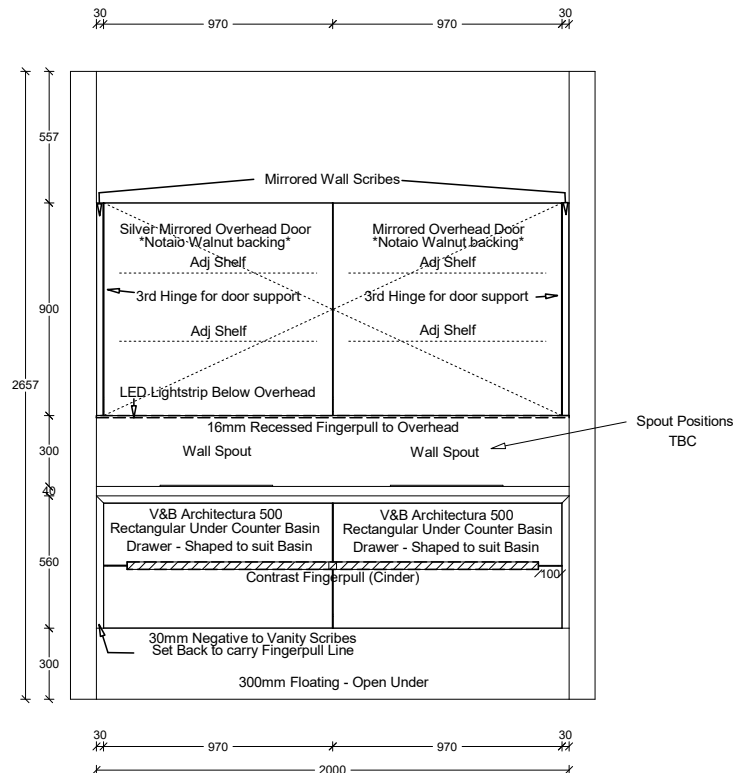 30
970
970
30
557
Mirrored Wall Scribes
Silver Mirrored Overhead Door
*Notaio Walnut backing*
Mirrored Overhead Door
*Notaio Walnut backing*
Adj Shelf
Adj Shelf
3rd Hinge for door support
3rd Hinge for door support
900
Adj Shelf
Adj Shelf
2657
LED Lightstrip Below Overhead
16mm Recessed Fingerpull to Overhead
Spout Positions
TBC
300
Wall Spout
Wall Spout
40
V&B Architectura 500
Rectangular Under Counter Basin
Drawer - Shaped to suit Basin
V&B Architectura 500
Rectangular Under Counter Basin
Drawer - Shaped to suit Basin
560
Contrast Fingerpull (Cinder)
100
30mm Negative to Vanity Scribes
Set Back to carry Fingerpull Line
300
300mm Floating - Open Under
30
970
970
30
2000